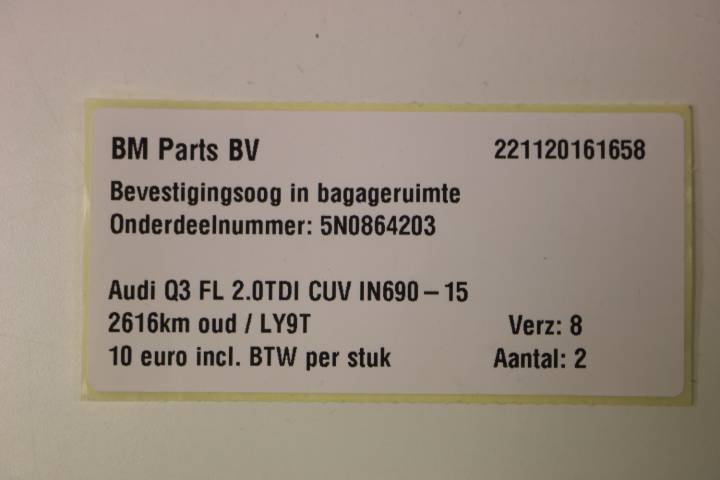 BM Parts BV 221120161658
Bevestigingsoog in bagageruimte
Onderdeelnummer: 5N0864203
Audi Q3 FL 2.0TDI CUV IN690 – 15
2616km oud / LY9T Verz: 8
10 euro incl. BTW per stuk Aantal: 2